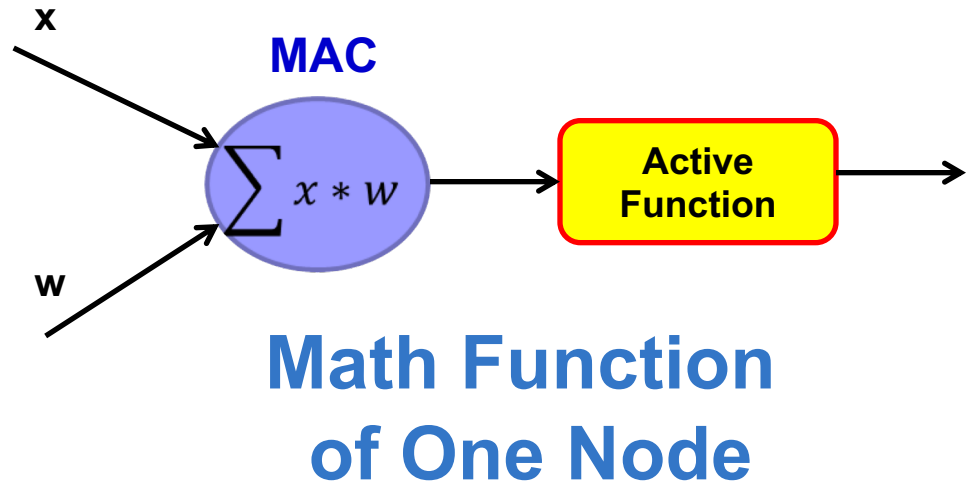 x
MAC
∑ x * w
Active
Function
w
Math Function
of One Node